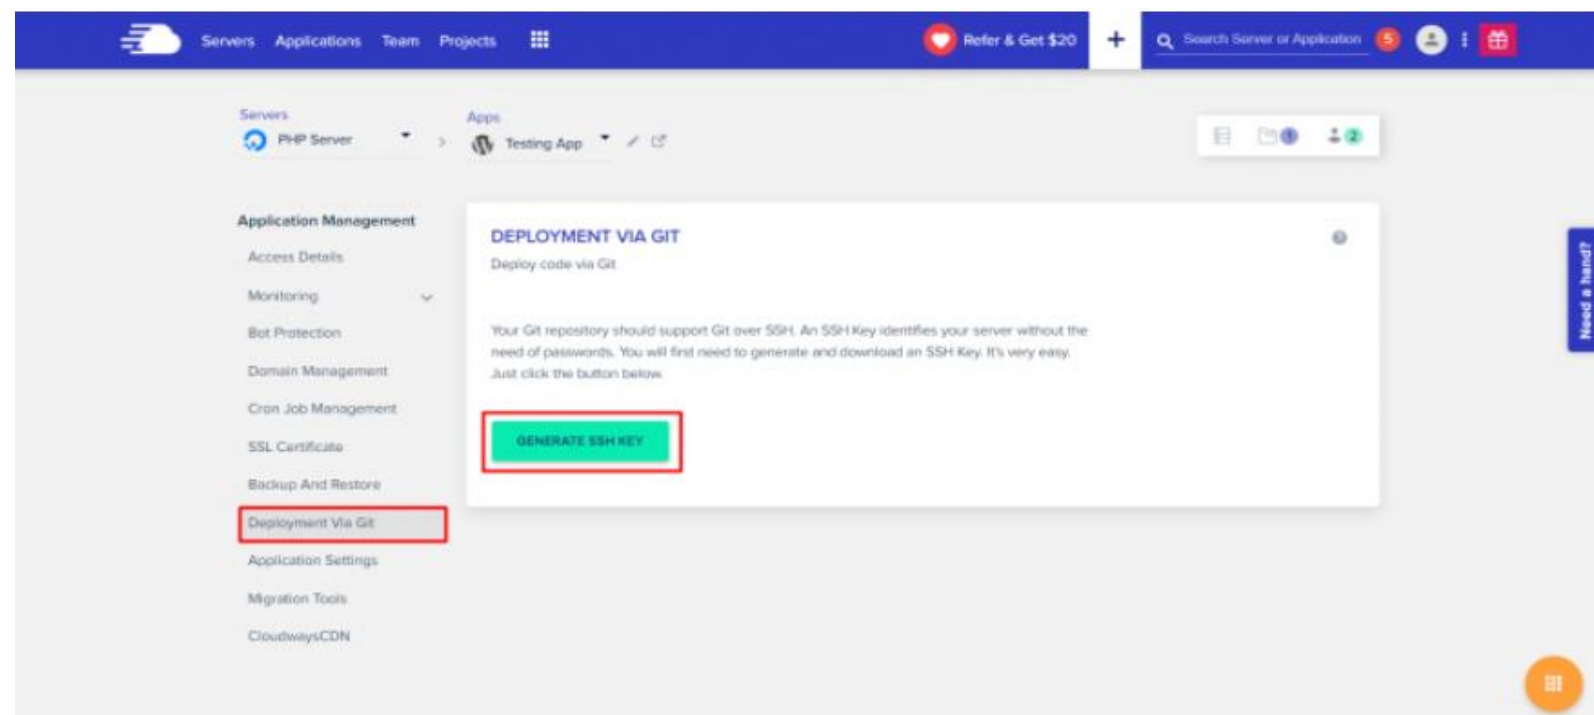 Servers Applications Team Projects
Refer & Get $20
+
Search Server or Application
5
Servers
PHP Server
>
Apps
Testing App
1
2
Application Management
Access Details
Monitoring
Bot Protection
Domain Management
Cron Job Management
SSL Certificate
Backup And Restore
Deployment Via Git
Application Settings
Migration Tools
CloudwaysCDN
DEPLOYMENT VIA GIT
Deploy code via Git
Your Git repository should support Git over SSH. An SSH Key identifies your server without the
need of passwords. You will first need to generate and download an SSH Key. It's very easy.
Just click the button below.
GENERATE SSH KEY
Need a hand?